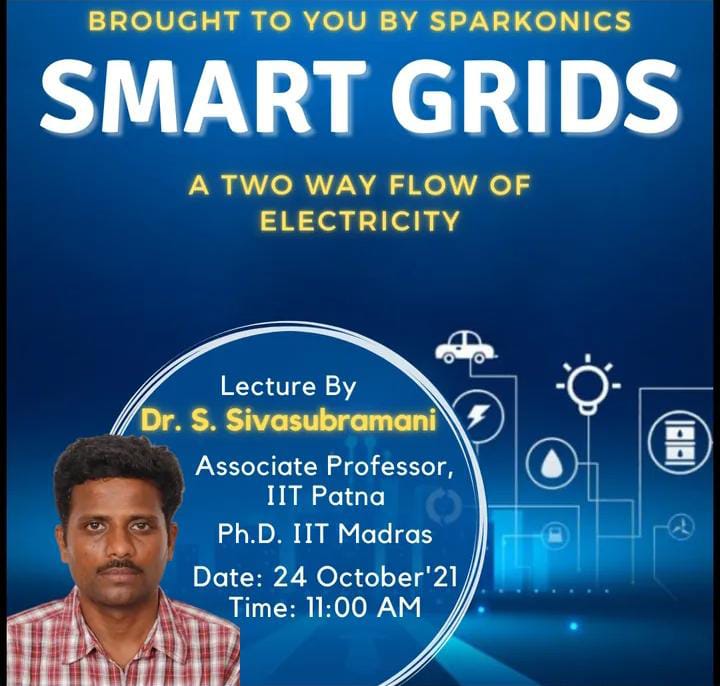 BROUGHT TO YOU BY SPARKONICS
SMART GRIDS
A TWO WAY FLOW OF
ELECTRICITY
Lecture By
Dr. S. Sivasubramani
Associate Professor,
IIT Patna
Ph.D. IIT Madras
Date: 24 October'21
Time: 11:00 AM